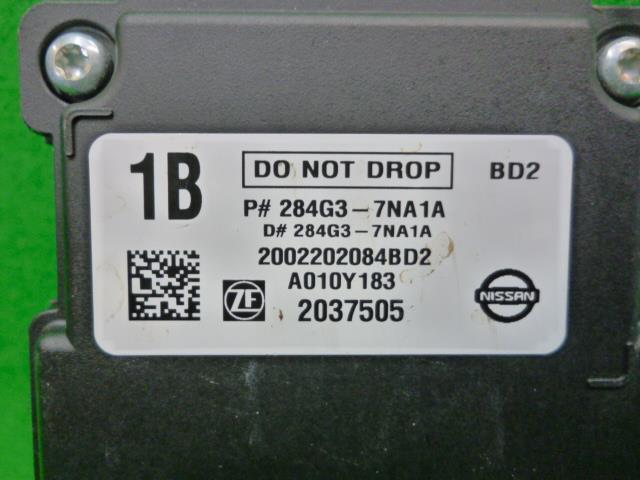 1B
DO NOT DROP
BD2
P# 284G3-7NA1A
D# 284G3-7NA1A
2002202084BD2
A010Y183
ZF
2037505
NISSAN